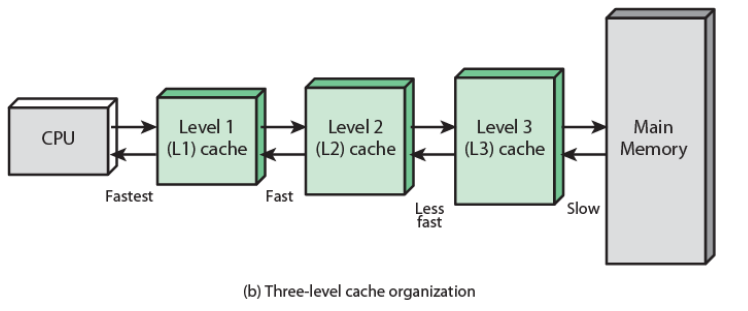 CPU
Level 1
(L1) cache
Level 2
(L2) cache
Level 3
(L3) cache
Main
Memory
Fastest
Fast
Less
fast
Slow
(b) Three-level cache organization